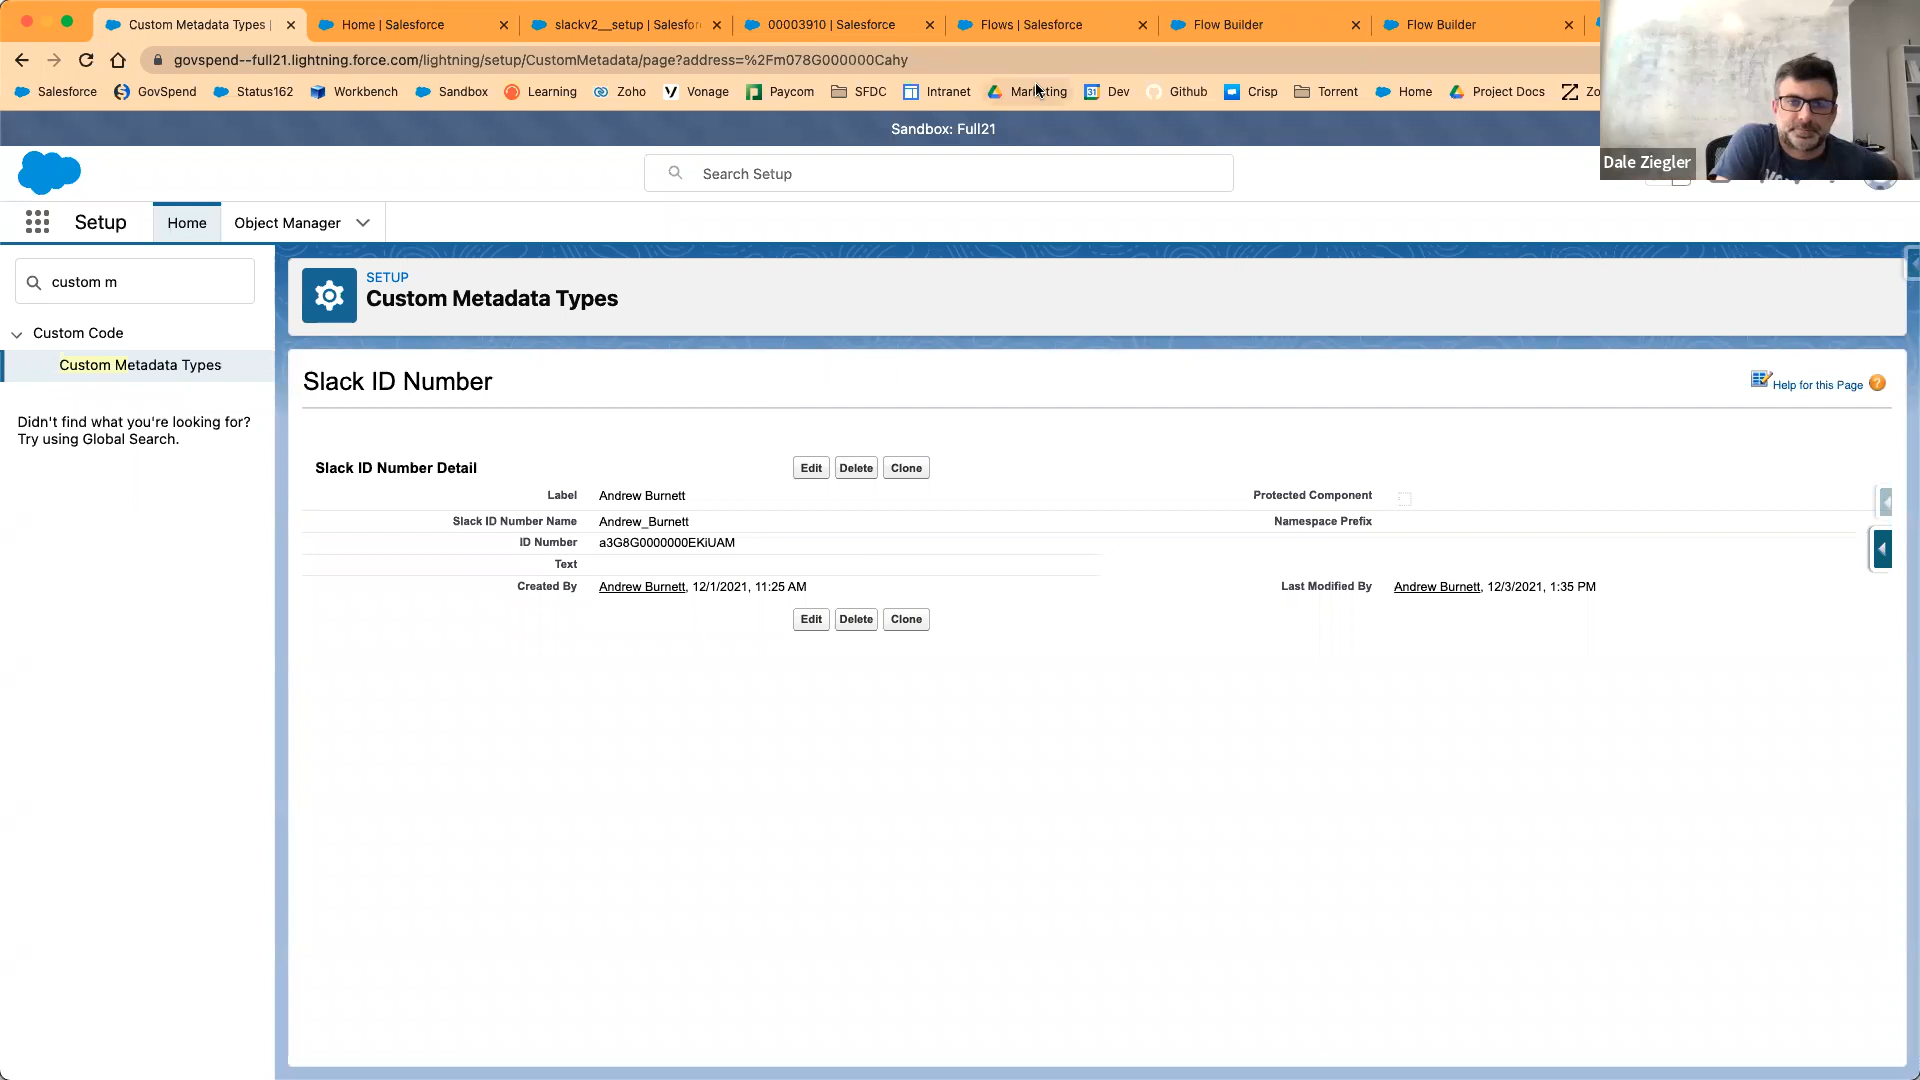 Custom Metadata Types |
Home | Salesforce
slackv2__setup | Salesfor
00003910 | Salesforce
Flows | Salesforce
Flow Builder
Flow Builder
govspend--full21.lightning.force.com/lightning/setup/CustomMetadata/page?address=%2Fm078G000000Cahy
Salesforce
GovSpend
Status162
Workbench
Sandbox
Learning
Zoho
Vonage
Paycom
SFDC
Intranet
Marketing
Dev
Github
Crisp
Torrent
Home
Project Docs
Zo
Dale Ziegler
Sandbox: Full21
Search Setup
Setup
Home
Object Manager
custom m
Custom Code
Custom Metadata Types
Didn't find what you're looking for?
Try using Global Search.
SETUP
Custom Metadata Types
Slack ID Number
Help for this Page ?
Slack ID Number Detail
Edit Delete Clone
Label Andrew Burnett Protected Component
Slack ID Number Name Andrew_Burnett Namespace Prefix
ID Number a3G8G0000000EKiUAM
Text
Created By Andrew Burnett, 12/1/2021, 11:25 AM Last Modified By Andrew Burnett, 12/3/2021, 1:35 PM
Edit Delete Clone